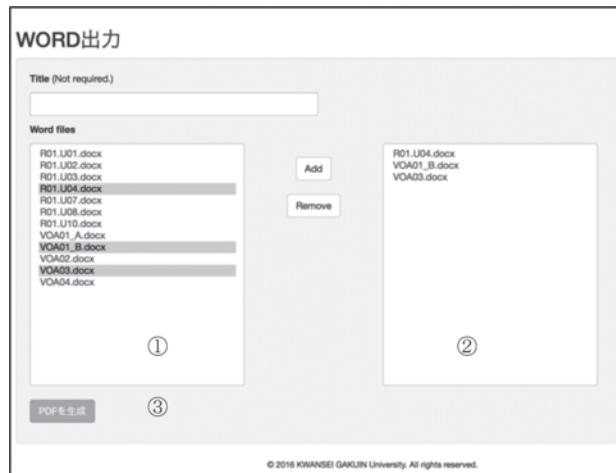 WORD出力
Title (Not required.)
Word files
R01.U01.docx
R01.U02.docx
R01.U03.docx
R01.U04.docx
R01.U07.docx
R01.U08.docx
R01.U10.docx
VOA01_A.docx
VOA01_B.docx
VOA02.docx
VOA03.docx
VOA04.docx
①
Add
Remove
R01.U04.docx
VOA01_B.docx
VOA03.docx
②
PDFを生成
③
© 2016 KWANSEI GAKUIN University. All rights reserved.